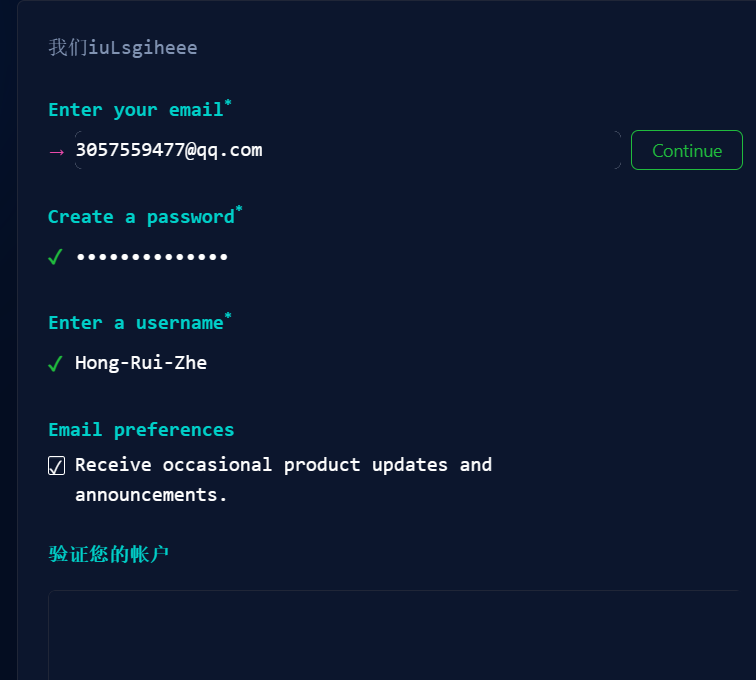 我们iuLsgiheee
Enter your email*
→ 3057559477@qq.com
Continue
Create a password*
✓ ••••••••••••••
Enter a username*
✓ Hong-Rui-Zhe
Email preferences
Receive occasional product updates and
announcements.
验证您的帐户